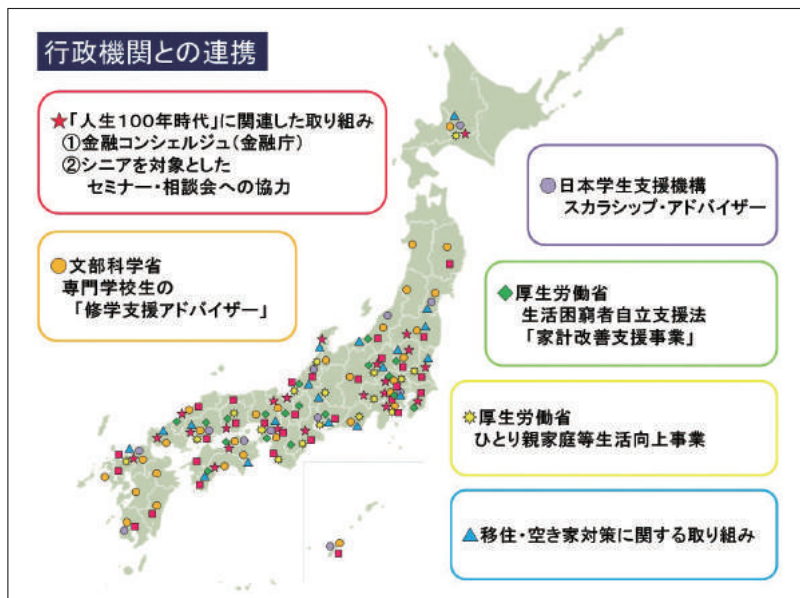 行政機関との連携
★「人生100年時代」に関連した取り組み
①金融コンシェルジュ(金融庁)
②シニアを対象とした
セミナー・相談会への協力
●日本学生支援機構
スカラシップ・アドバイザー
●文部科学省
専門学校生の
「修学支援アドバイザー」
◆厚生労働省
生活困窮者自立支援法
「家計改善支援事業」
厚生労働省
ひとり親家庭等生活向上事業
▲移住・空き家対策に関する取り組み